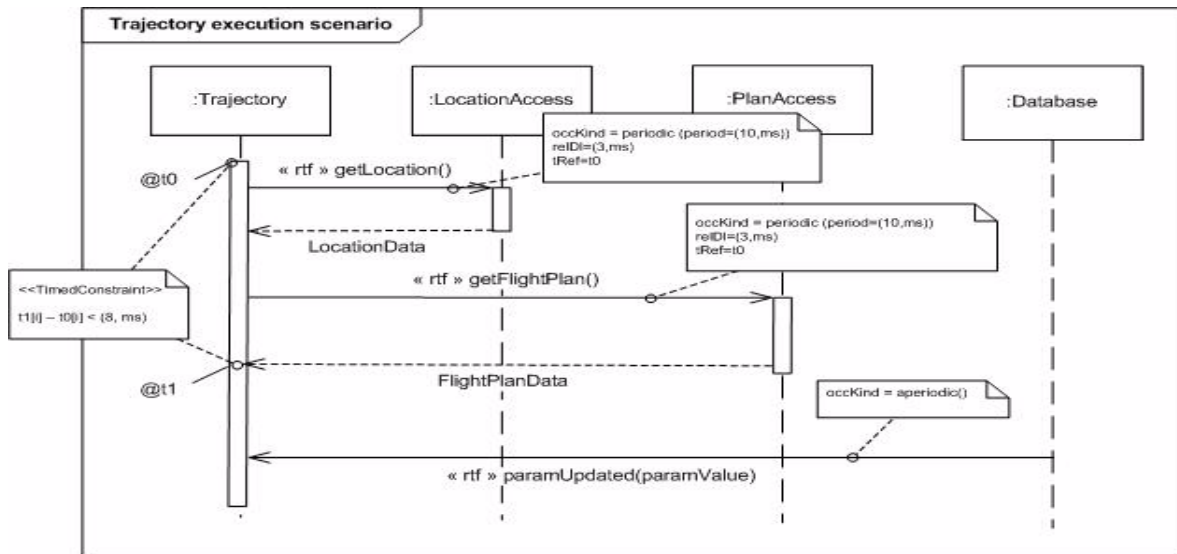 Trajectory execution scenario
:Trajectory
:LocationAccess
:PlanAccess
:Database
occKind = periodic (period=(10,ms))
relDl=(3,ms)
tRef=t0
@t0
« rtf » getLocation()
LocationData
occKind = periodic (period=(10,ms))
relDl=(3,ms)
tRef=t0
« rtf » getFlightPlan()
<<TimedConstraint>>
t1[i] – t0[i] < (8, ms)
@t1
FlightPlanData
occKind = aperiodic()
« rtf » paramUpdated(paramValue)